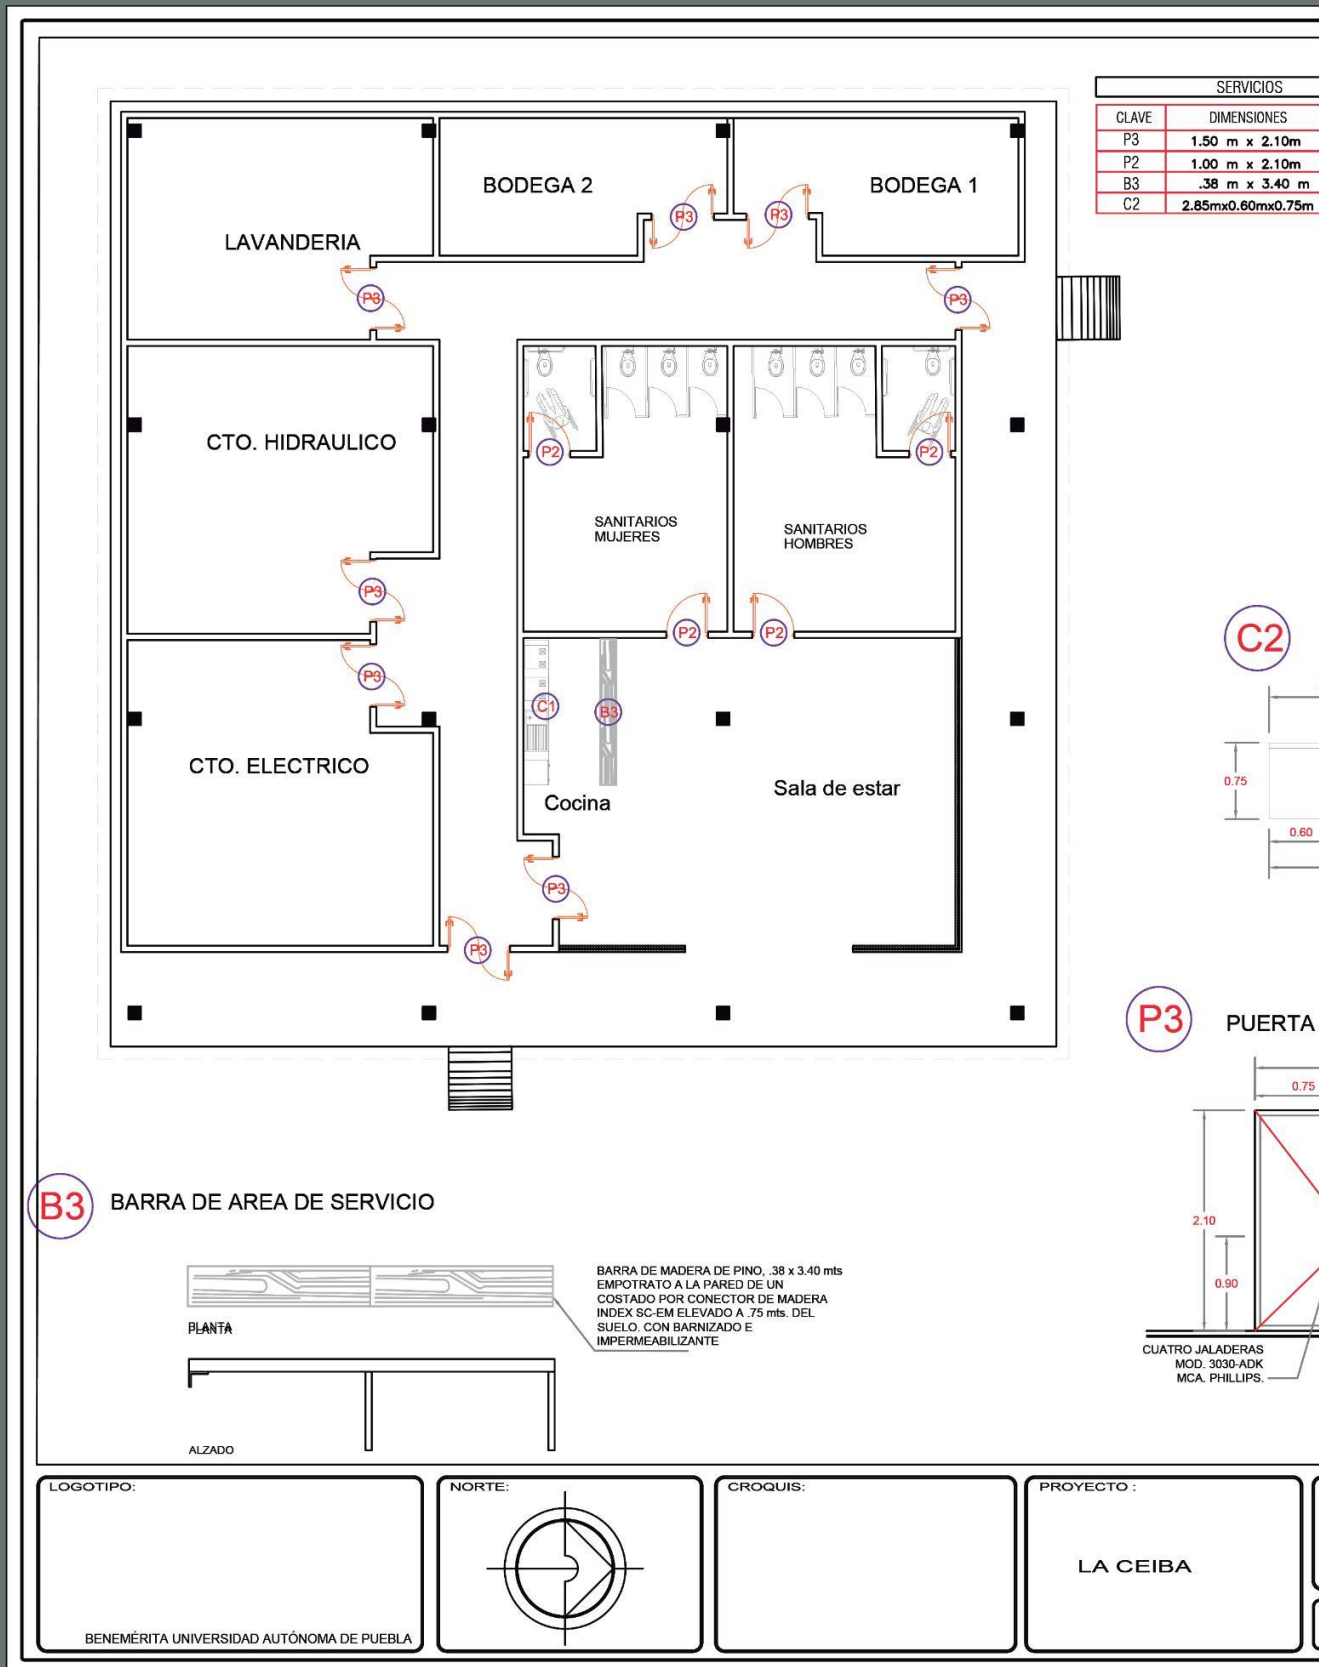 SERVICIOS
CLAVE DIMENSIONES
P3 1.50 m x 2.10m
P2 1.00 m x 2.10m
B3 .38 m x 3.40 m
C2 2.85mx0.60mx0.75m
BODEGA 2
BODEGA 1
P3
P3
LAVANDERIA
P3
P3
CTO. HIDRAULICO
P2
P2
SANITARIOS
MUJERES
SANITARIOS
HOMBRES
P3
P2
P2
P3
C1
B3
CTO. ELECTRICO
Cocina
Sala de estar
P3
P3
C2
0.75
0.60
P3
PUERTA
0.75
2.10
0.90
CUATRO JALADERAS
MOD. 3030-ADK
MCA. PHILLIPS.
B3
BARRA DE AREA DE SERVICIO
BARRA DE MADERA DE PINO, .38 x 3.40 mts
EMPOTRATO A LA PARED DE UN
COSTADO POR CONECTOR DE MADERA
INDEX SC-EM ELEVADO A .75 mts. DEL
SUELO. CON BARNIZADO E
IMPERMEABILIZANTE
PLANTA
ALZADO
LOGOTIPO:
BENEMÉRITA UNIVERSIDAD AUTÓNOMA DE PUEBLA
NORTE:
CROQUIS:
PROYECTO :
LA CEIBA